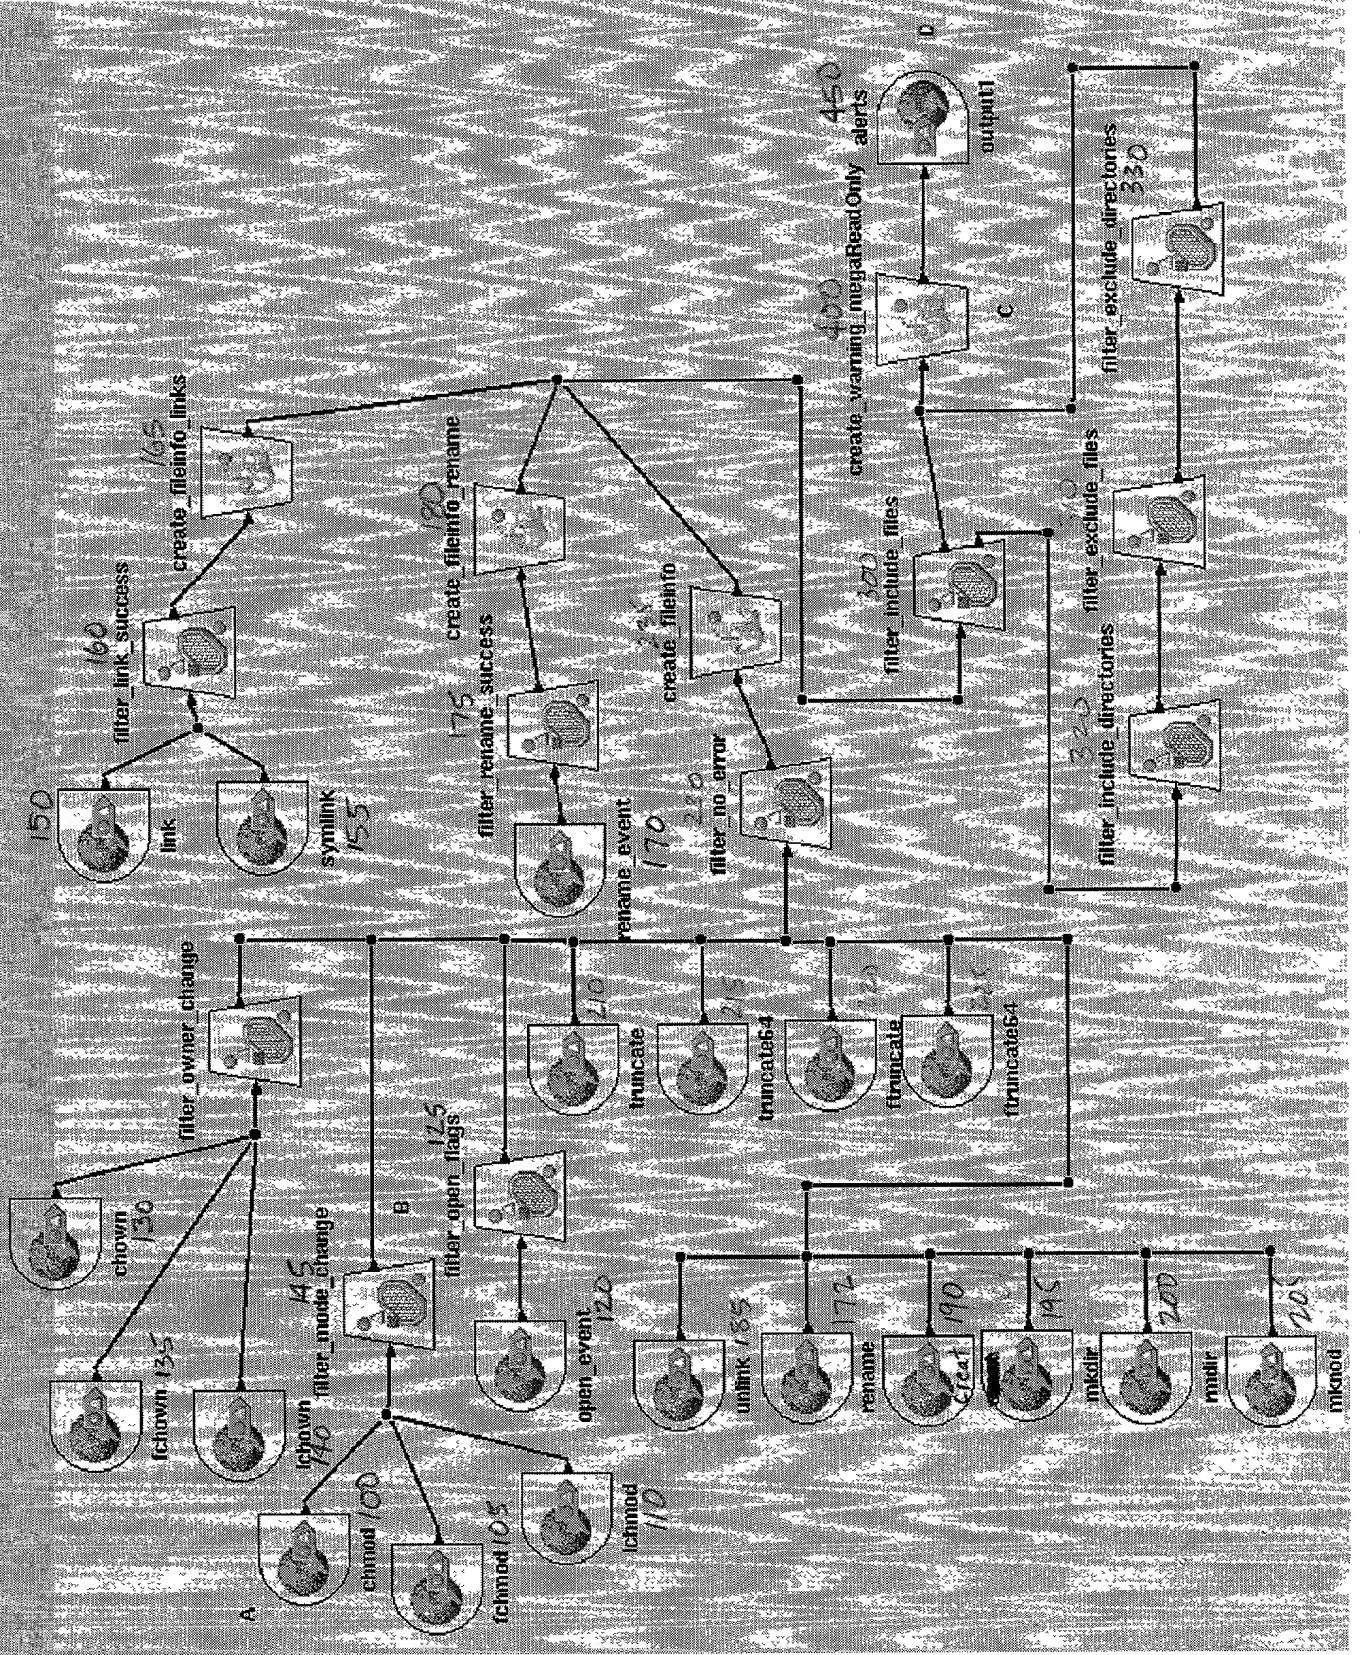 A
chmod 100
fchmod 105
lchmod
110
fchown 135
lchown
140
chown
130
filter_mode_change
145
B
filter_owner_change
open_event
120
filter_open_flags
125
unlink 185
rename
172
creat
190
mkdir
195
rmdir
200
mknod
truncate
210
truncate64
215
ftruncate
ftruncate64
link
150
symlink
155
filter_link_success
160
create_fileinfo_links
165
rename_event
170
filter_rename_success
175
create_fileinfo_rename
180
filter_no_error
create_fileinfo
filter_include_files
300
filter_include_directories
320
filter_exclude_files
filter_exclude_directories
330
create_warning_megaReadOnly
400
C
alerts
450
output1
D